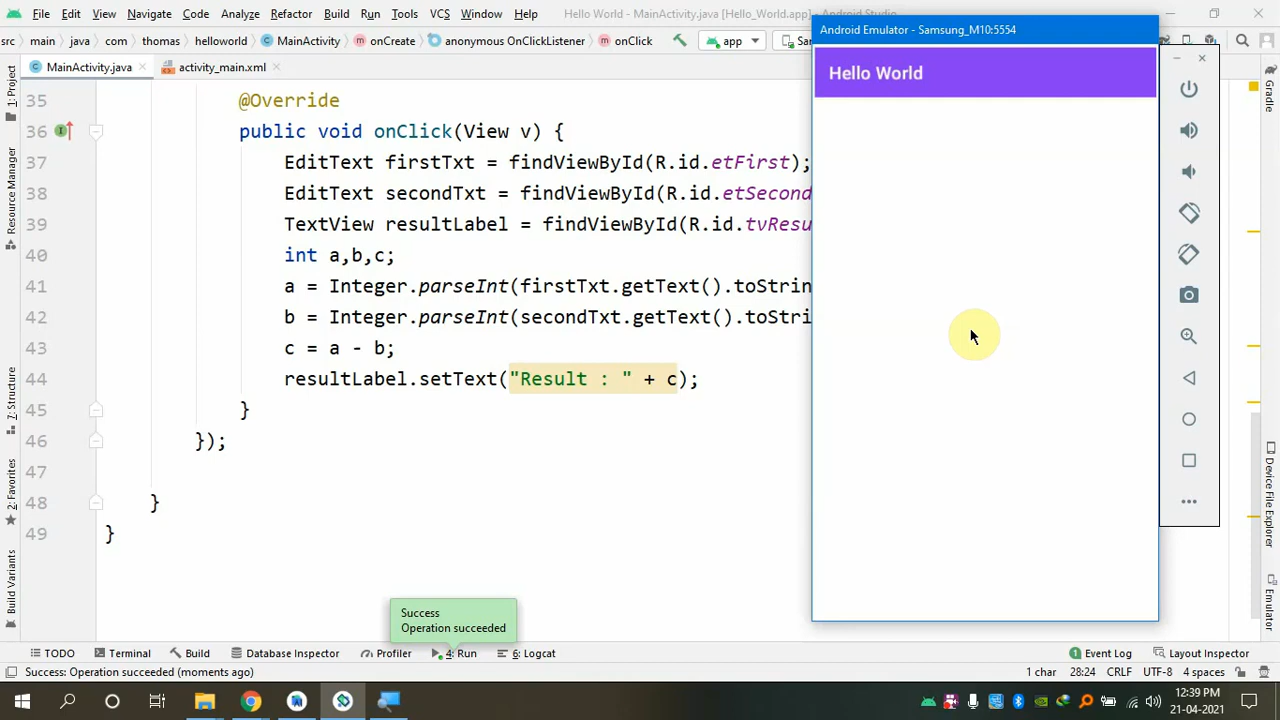 File Edit View Navigate Code Analyze Refactor Build Run Tools VCS Window Help Hello World - MainActivity.java [Hello_World.app] - Android Studio
src main java thomas helloworld MainActivity onCreate anonymous OnClickListener onClick app
MainActivity.java activity_main.xml
Android Emulator - Samsung_M10:5554
Hello World
35 @Override
36 public void onClick(View v) {
37 EditText firstTxt = findViewById(R.id.etFirst);
38 EditText secondTxt = findViewById(R.id.etSecond
39 TextView resultLabel = findViewById(R.id.tvResu
40 int a,b,c;
41 a = Integer.parseInt(firstTxt.getText().toStrin
42 b = Integer.parseInt(secondTxt.getText().toStri
43 c = a - b;
44 resultLabel.setText("Result : " + c);
45 }
46 });
47
48 }
49 }
1: Project
Resource Manager
7: Structure
2: Favorites
Build Variants
Gradle
Device File Explorer
Emulator
Success
Operation succeeded
TODO Terminal Build Database Inspector Profiler 4: Run 6: Logcat 1 Event Log Layout Inspector
Success: Operation succeeded (moments ago) 1 char 28:24 CRLF UTF-8 4 spaces
12:39 PM
21-04-2021